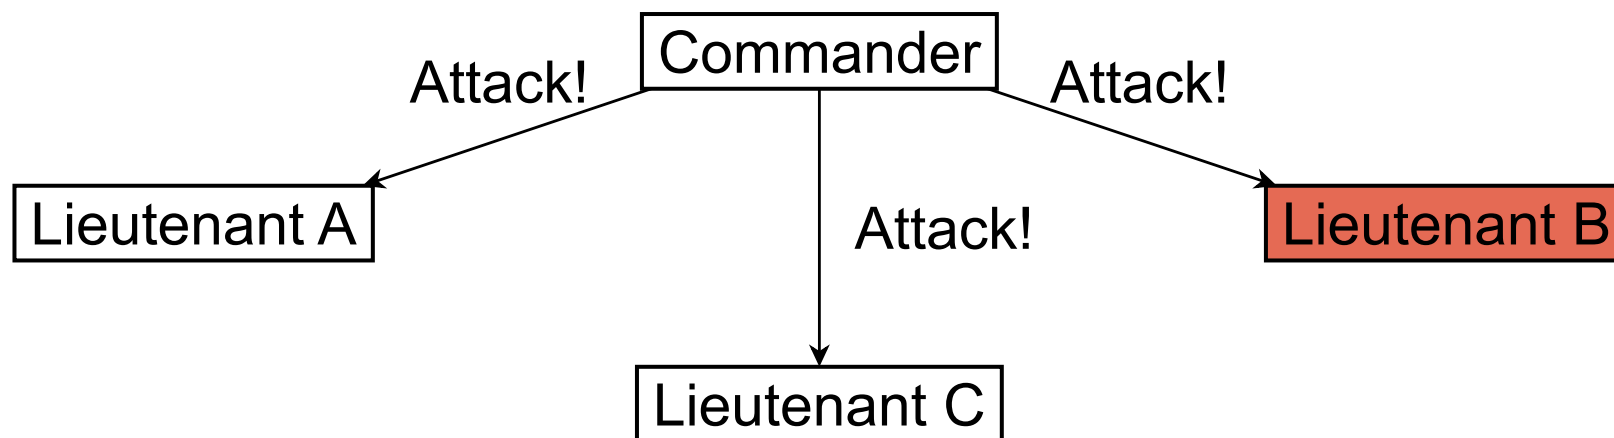 Commander
Attack!
Attack!
Lieutenant A
Attack!
Lieutenant B
Lieutenant C